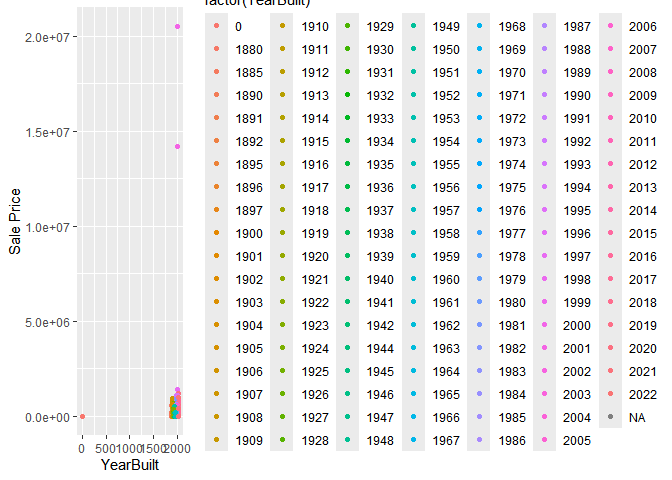 factor(YearBuilt)
0 1910 1929 1949 1968 1987 2006
1880 1911 1930 1950 1969 1988 2007
1885 1912 1931 1951 1970 1989 2008
1890 1913 1932 1952 1971 1990 2009
1891 1914 1933 1953 1972 1991 2010
1892 1915 1934 1954 1973 1992 2011
1895 1916 1935 1955 1974 1993 2012
1896 1917 1936 1956 1975 1994 2013
1897 1918 1937 1957 1976 1995 2014
1900 1919 1938 1958 1977 1996 2015
1901 1920 1939 1959 1978 1997 2016
1902 1921 1940 1960 1979 1998 2017
1903 1922 1941 1961 1980 1999 2018
1904 1923 1942 1962 1981 2000 2019
1905 1924 1944 1963 1982 2001 2020
1906 1925 1945 1964 1983 2002 2021
1907 1926 1946 1965 1984 2003 2022
1908 1927 1947 1966 1985 2004 NA
1909 1928 1948 1967 1986 2005
2.0e+07
1.5e+07
1.0e+07
5.0e+06
0.0e+00
Sale Price
0 500 1000 1500 2000
YearBuilt